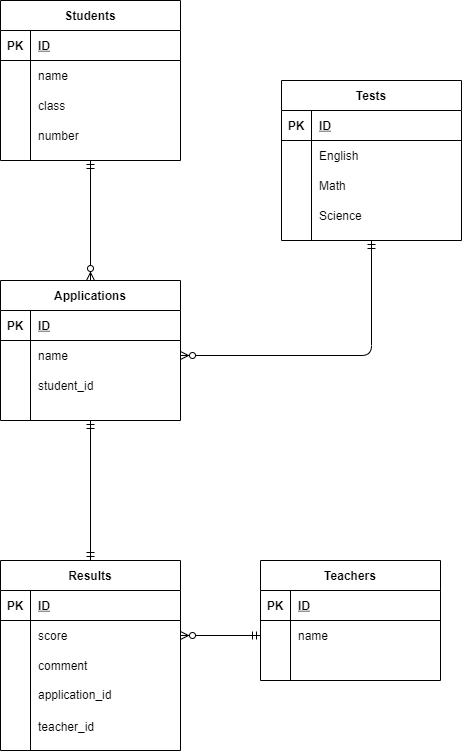 Students
PK ID
name
class
number
Tests
PK ID
English
Math
Science
Applications
PK ID
name
student_id
Results
PK ID
score
comment
application_id
teacher_id
Teachers
PK ID
name